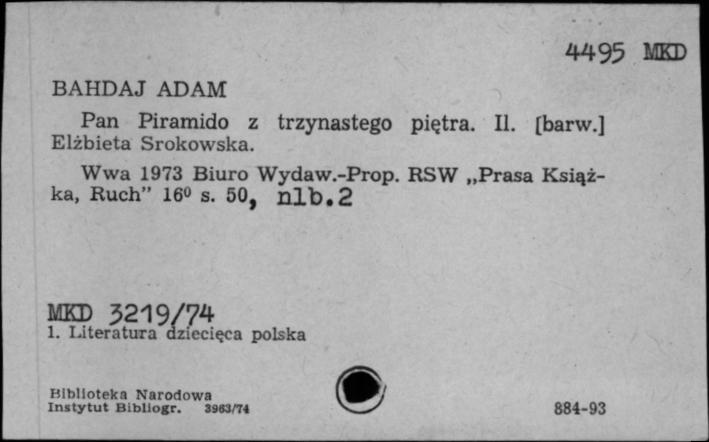 4495 MKD
BAHDAJ ADAM
Pan Piramido z trzynastego piętra. Il. [barw.]
Elżbieta Srokowska.
Wwa 1973 Biuro Wydaw.-Prop. RSW „Prasa Książ-
ka, Ruch” 16⁰ s. 50, nlb.2
MKD 3219/74
1. Literatura dziecięca polska
Biblioteka Narodowa
Instytut Bibliogr. 3963/74
884-93